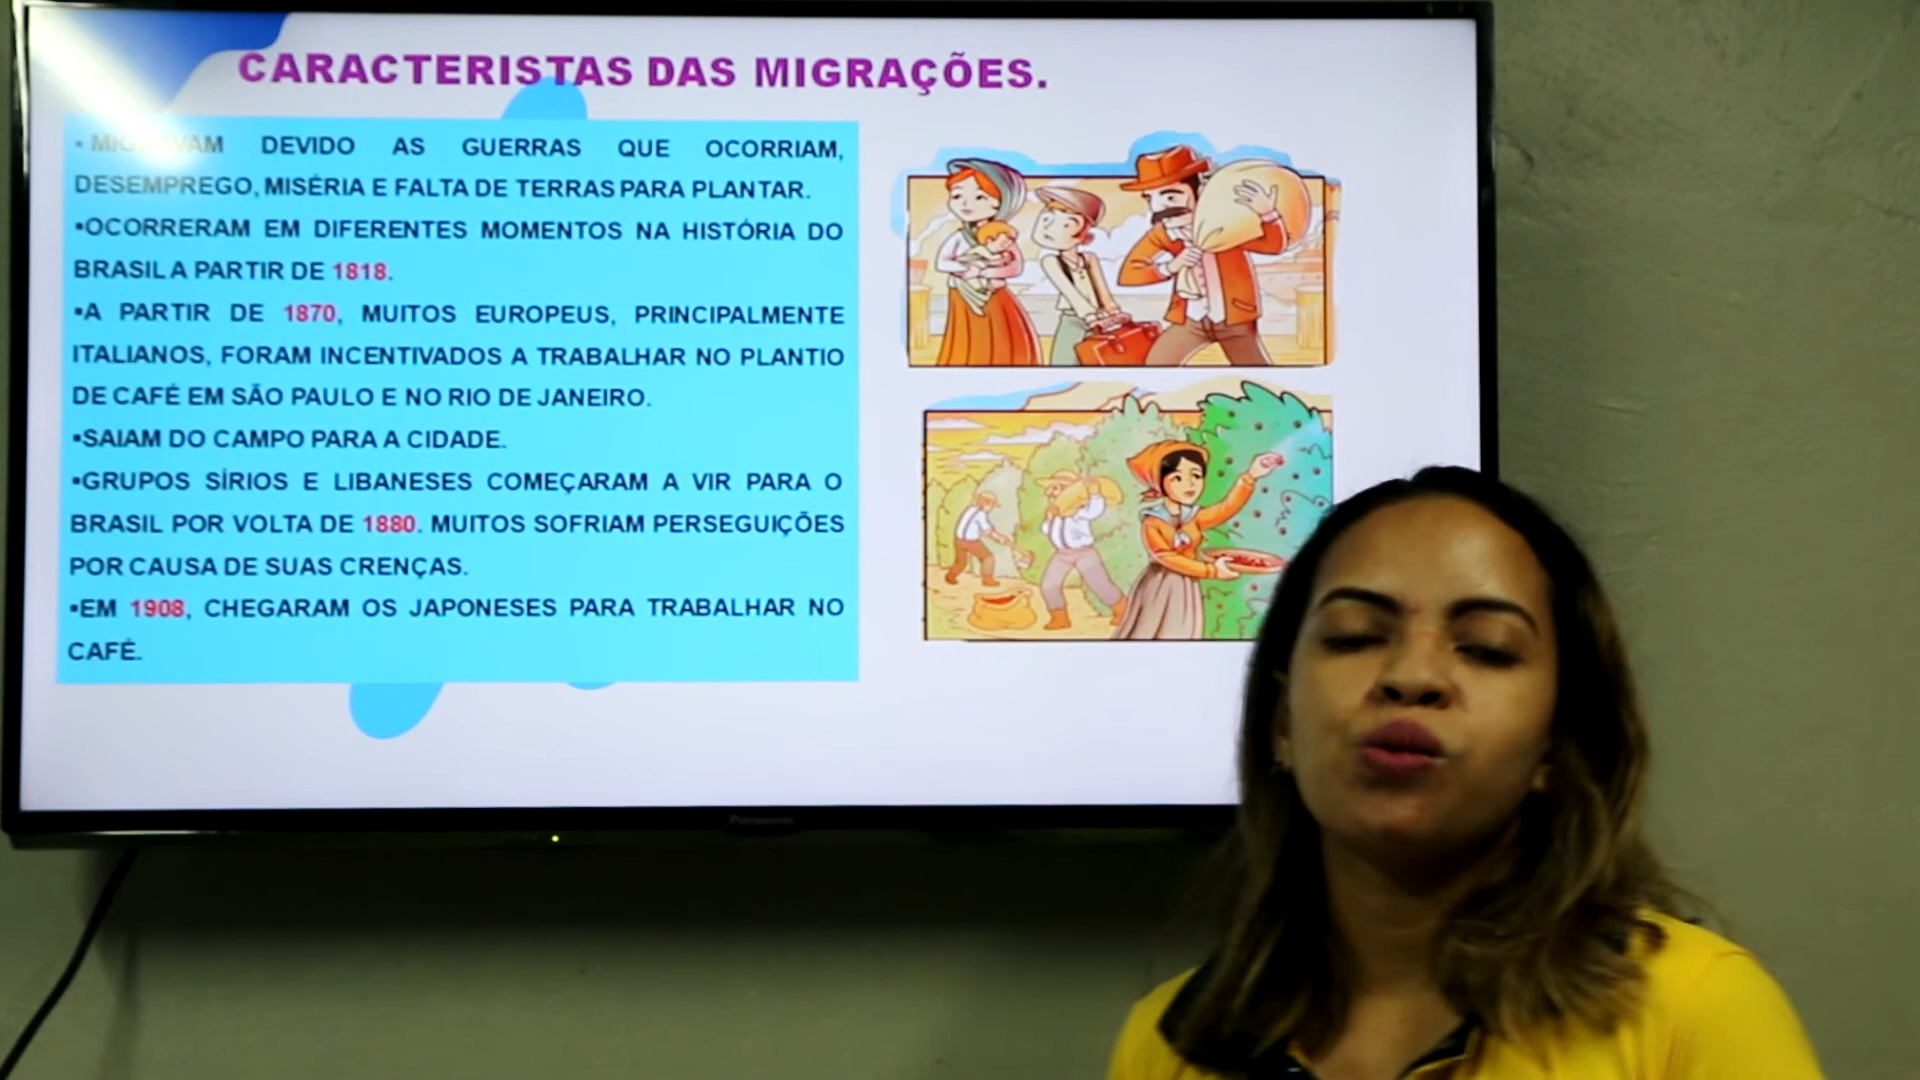 CARACTERISTAS DAS MIGRAÇÕES.
▪ MIGRAVAM DEVIDO AS GUERRAS QUE OCORRIAM,
DESEMPREGO, MISÉRIA E FALTA DE TERRAS PARA PLANTAR.
▪OCORRERAM EM DIFERENTES MOMENTOS NA HISTÓRIA DO
BRASIL A PARTIR DE 1818.
▪A PARTIR DE 1870, MUITOS EUROPEUS, PRINCIPALMENTE
ITALIANOS, FORAM INCENTIVADOS A TRABALHAR NO PLANTIO
DE CAFÉ EM SÃO PAULO E NO RIO DE JANEIRO.
▪SAIAM DO CAMPO PARA A CIDADE.
▪GRUPOS SÍRIOS E LIBANESES COMEÇARAM A VIR PARA O
BRASIL POR VOLTA DE 1880. MUITOS SOFRIAM PERSEGUIÇÕES
POR CAUSA DE SUAS CRENÇAS.
▪EM 1908, CHEGARAM OS JAPONESES PARA TRABALHAR NO
CAFÉ.
Panasonic